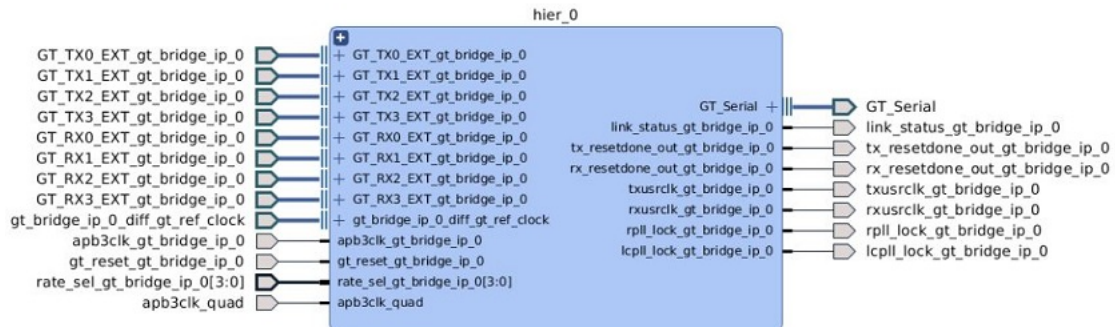 hier_0
GT_TX0_EXT_gt_bridge_ip_0
GT_TX1_EXT_gt_bridge_ip_0
GT_TX2_EXT_gt_bridge_ip_0
GT_TX3_EXT_gt_bridge_ip_0
GT_RX0_EXT_gt_bridge_ip_0
GT_RX1_EXT_gt_bridge_ip_0
GT_RX2_EXT_gt_bridge_ip_0
GT_RX3_EXT_gt_bridge_ip_0
gt_bridge_ip_0_diff_gt_ref_clock
apb3clk_gt_bridge_ip_0
gt_reset_gt_bridge_ip_0
rate_sel_gt_bridge_ip_0[3:0]
apb3clk_quad
GT_TX0_EXT_gt_bridge_ip_0
GT_TX1_EXT_gt_bridge_ip_0
GT_TX2_EXT_gt_bridge_ip_0
GT_TX3_EXT_gt_bridge_ip_0
GT_RX0_EXT_gt_bridge_ip_0
GT_RX1_EXT_gt_bridge_ip_0
GT_RX2_EXT_gt_bridge_ip_0
GT_RX3_EXT_gt_bridge_ip_0
gt_bridge_ip_0_diff_gt_ref_clock
apb3clk_gt_bridge_ip_0
gt_reset_gt_bridge_ip_0
rate_sel_gt_bridge_ip_0[3:0]
apb3clk_quad
GT_Serial
link_status_gt_bridge_ip_0
tx_resetdone_out_gt_bridge_ip_0
rx_resetdone_out_gt_bridge_ip_0
txusrclk_gt_bridge_ip_0
rxusrclk_gt_bridge_ip_0
rpll_lock_gt_bridge_ip_0
lcpll_lock_gt_bridge_ip_0
GT_Serial
link_status_gt_bridge_ip_0
tx_resetdone_out_gt_bridge_ip_0
rx_resetdone_out_gt_bridge_ip_0
txusrclk_gt_bridge_ip_0
rxusrclk_gt_bridge_ip_0
rpll_lock_gt_bridge_ip_0
lcpll_lock_gt_bridge_ip_0